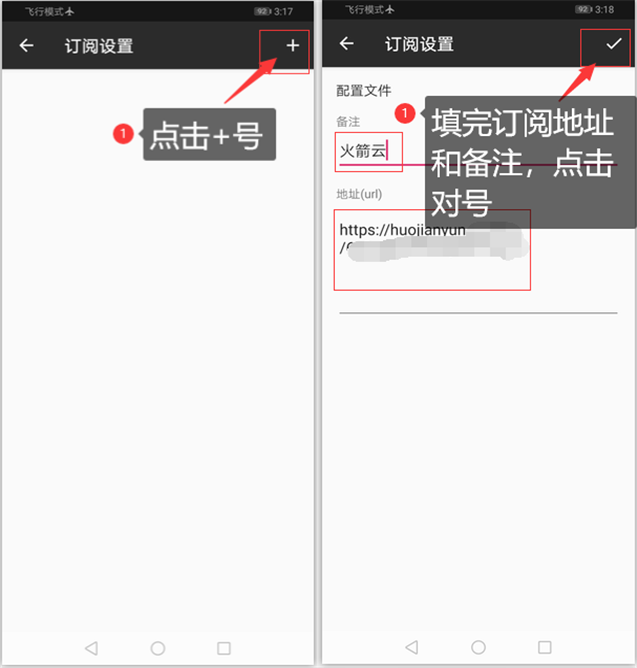 飞行模式 92 3:17
订阅设置 +
1 点击+号
飞行模式 92 3:18
订阅设置
配置文件
备注
火箭云
1 填完订阅地址
和备注，点击
对号
地址(url)
https://huojianyun